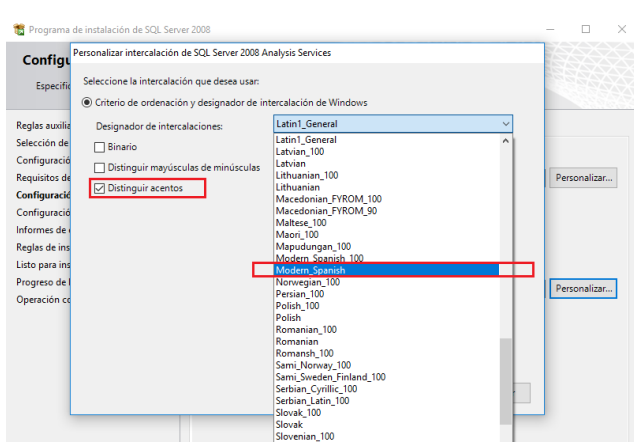 Programa de instalación de SQL Server 2008
Configu
Especific
Personalizar intercalación de SQL Server 2008 Analysis Services
Seleccione la intercalación que desea usar:
Criterio de ordenación y designador de intercalación de Windows
Designador de intercalaciones:
Latin1_General
Binario
Distinguir mayúsculas de minúsculas
Distinguir acentos
Latin1_General
Latvian_100
Latvian
Lithuanian_100
Lithuanian
Macedonian_FYROM_100
Macedonian_FYROM_90
Maltese_100
Maori_100
Mapudungan_100
Modern_Spanish_100
Modern_Spanish
Norwegian_100
Persian_100
Polish_100
Polish
Romanian_100
Romanian
Romansh_100
Sami_Norway_100
Sami_Sweden_Finland_100
Serbian_Cyrillic_100
Serbian_Latin_100
Slovak_100
Slovak
Slovenian_100
Reglas auxilia
Selección de
Configuració
Requisitos de
Configuració
Configuració
Informes de
Reglas de ins
Listo para ins
Progreso de
Operación co
Personalizar...
Personalizar...